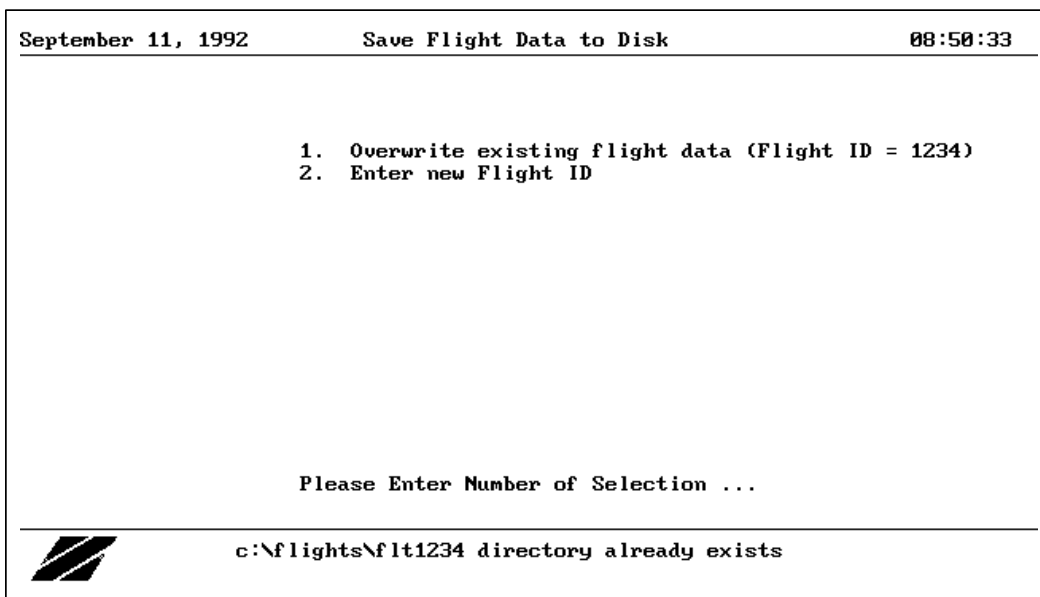 September 11, 1992 Save Flight Data to Disk 08:50:33
1. Overwrite existing flight data (Flight ID = 1234)
2. Enter new Flight ID
Please Enter Number of Selection ...
c:\flights\flt1234 directory already exists